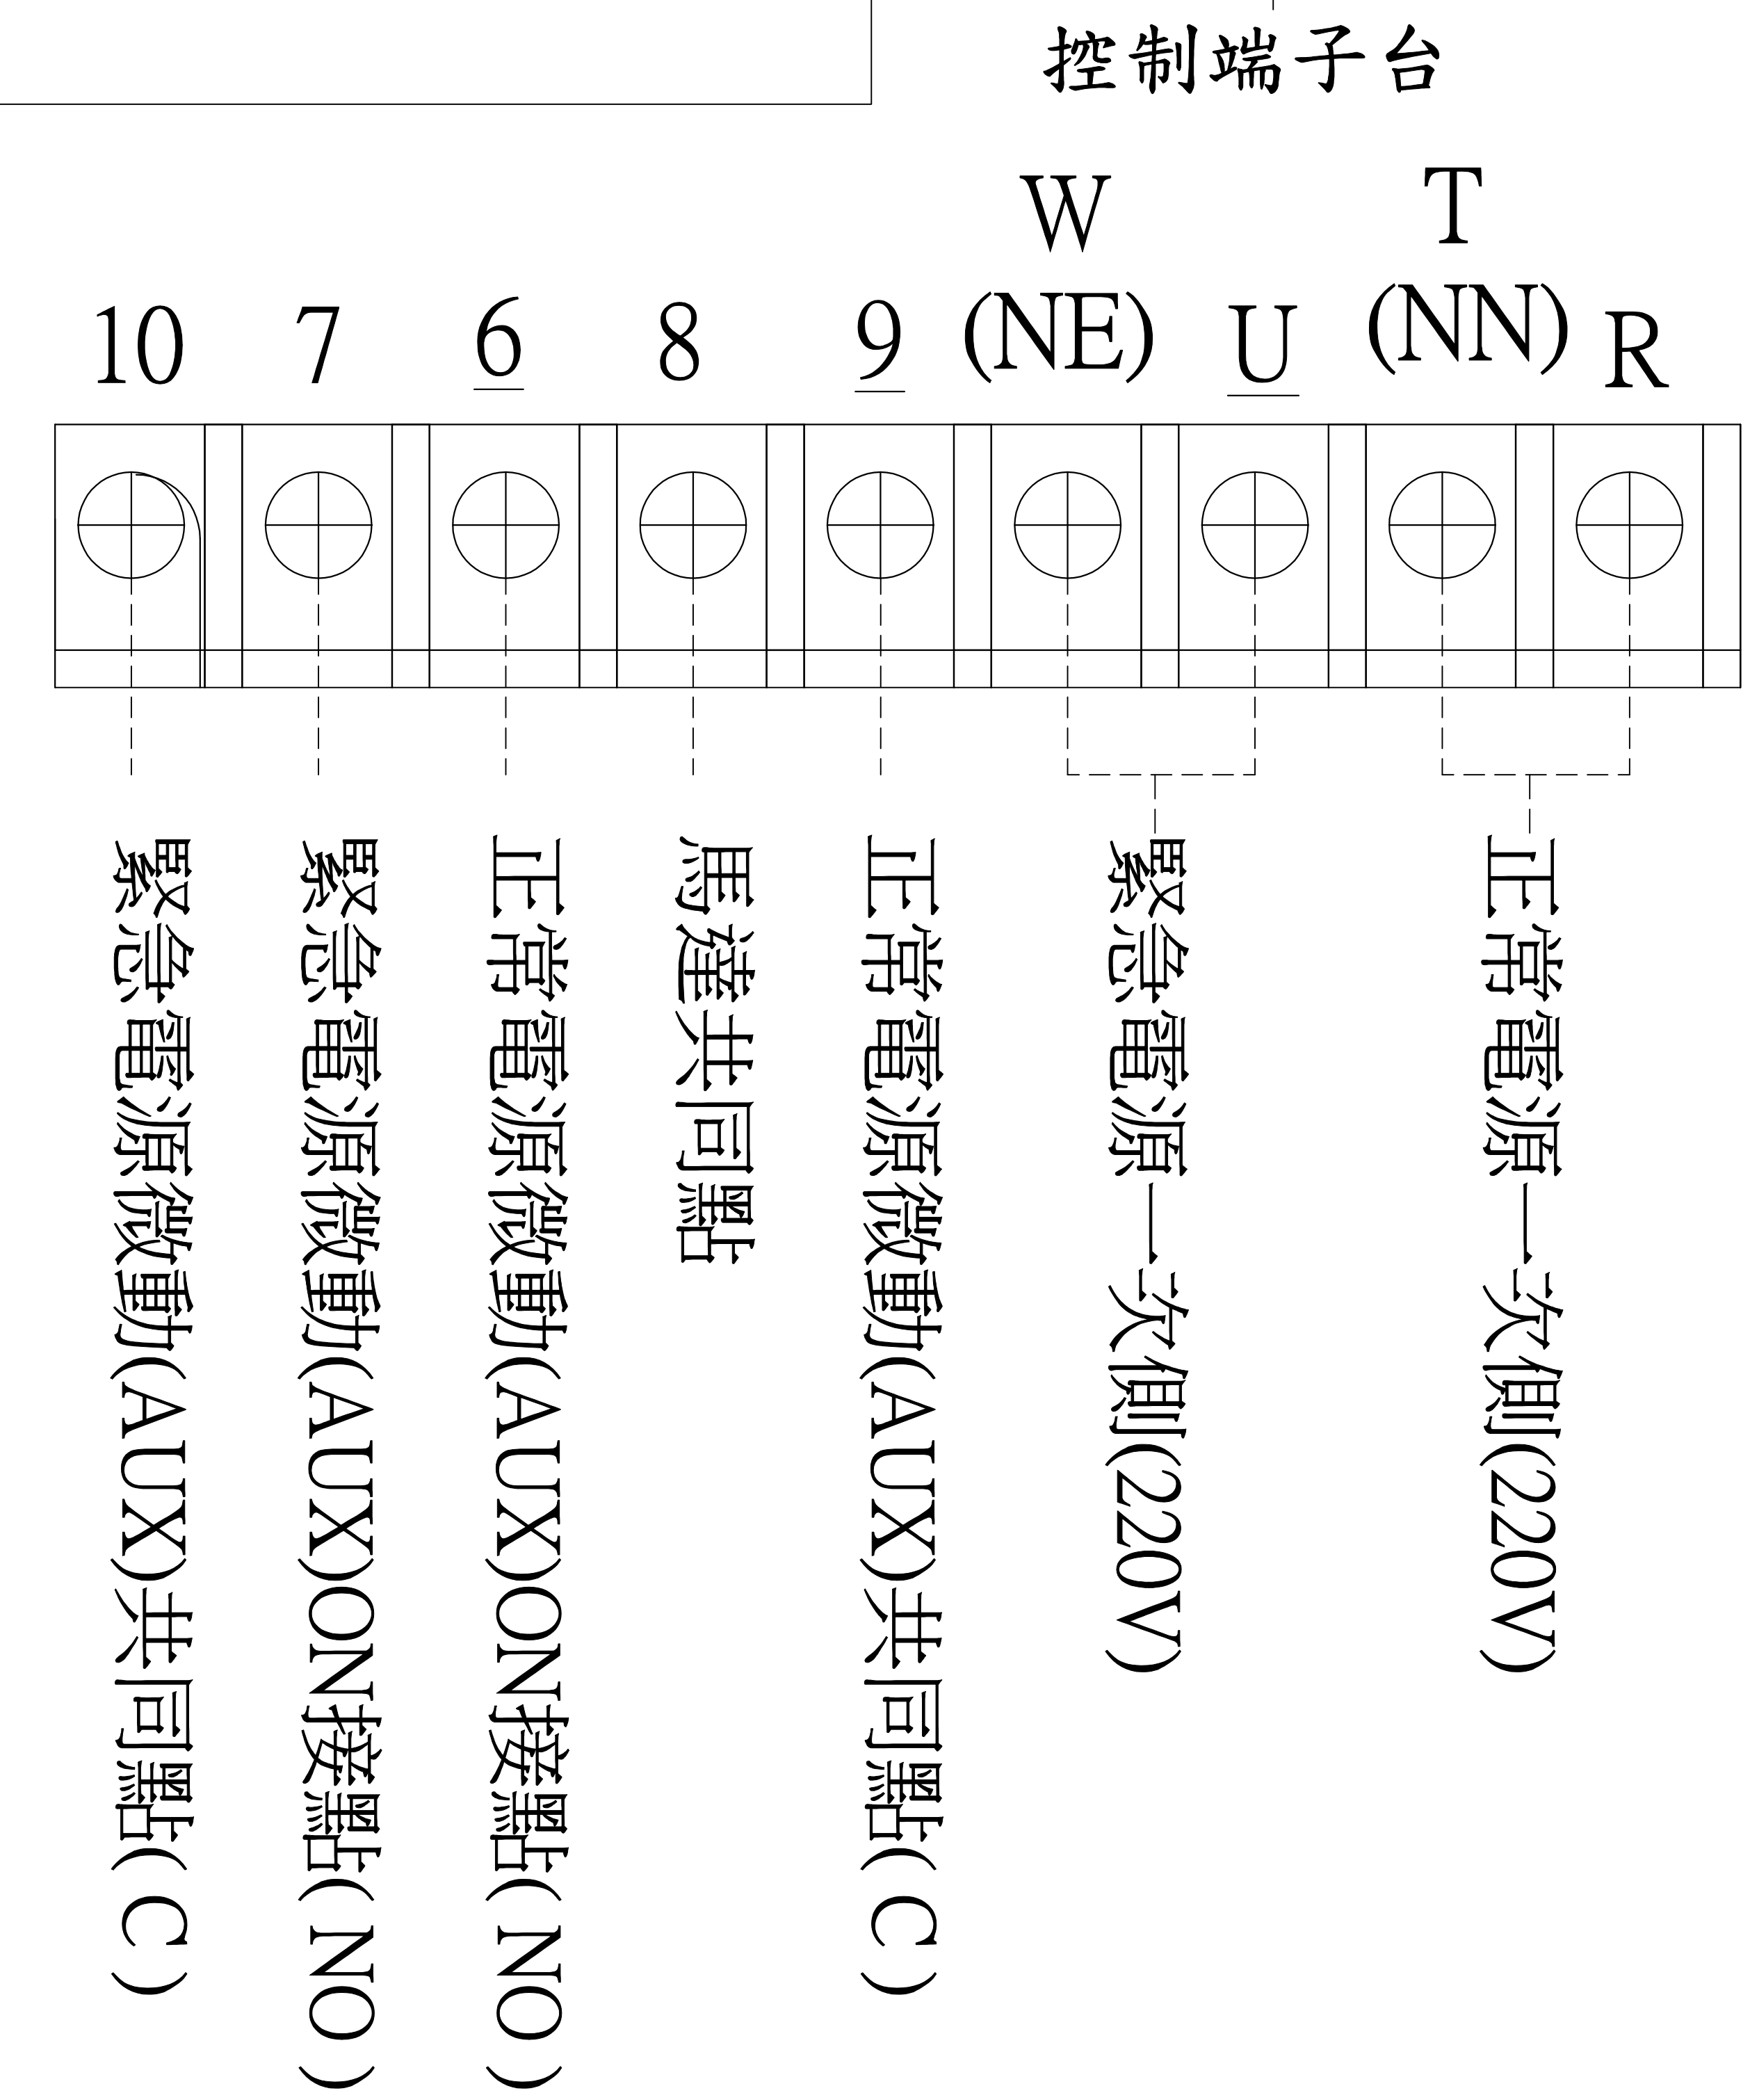 控制端子台
W
T
10 7 6 8 9 (NE) U (NN) R
緊急電源微動(AUX)共同點(C)
緊急電源微動(AUX)ON接點(NO)
正常電源微動(AUX)ON接點(NO)
馬達共同點
正常電源微動(AUX)共同點(C)
緊急電源一次側(220V)
正常電源一次側(220V)